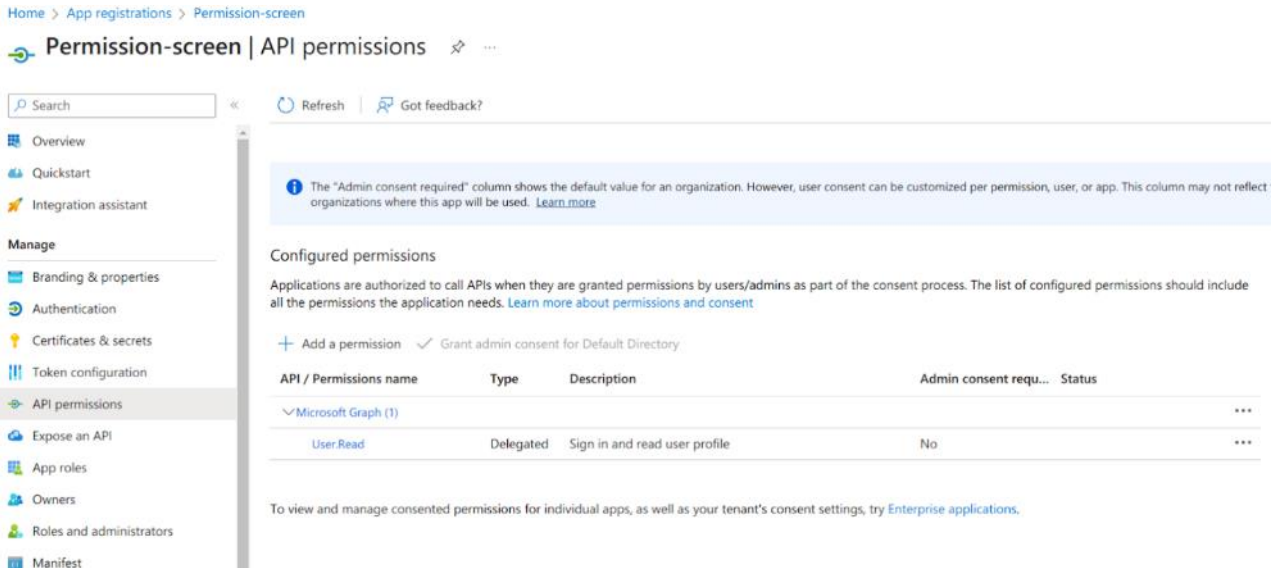 Home > App registrations > Permission-screen
Permission-screen | API permissions ...
Search
«
Refresh
Got feedback?
Overview
Quickstart
Integration assistant
Manage
Branding & properties
Authentication
Certificates & secrets
Token configuration
API permissions
Expose an API
App roles
Owners
Roles and administrators
Manifest
The "Admin consent required" column shows the default value for an organization. However, user consent can be customized per permission, user, or app. This column may not reflect
organizations where this app will be used. Learn more
Configured permissions
Applications are authorized to call APIs when they are granted permissions by users/admins as part of the consent process. The list of configured permissions should include
all the permissions the application needs. Learn more about permissions and consent
Add a permission Grant admin consent for Default Directory
API / Permissions name Type Description Admin consent requ... Status
Microsoft Graph (1) ...
User.Read Delegated Sign in and read user profile No ...
To view and manage consented permissions for individual apps, as well as your tenant's consent settings, try Enterprise applications.